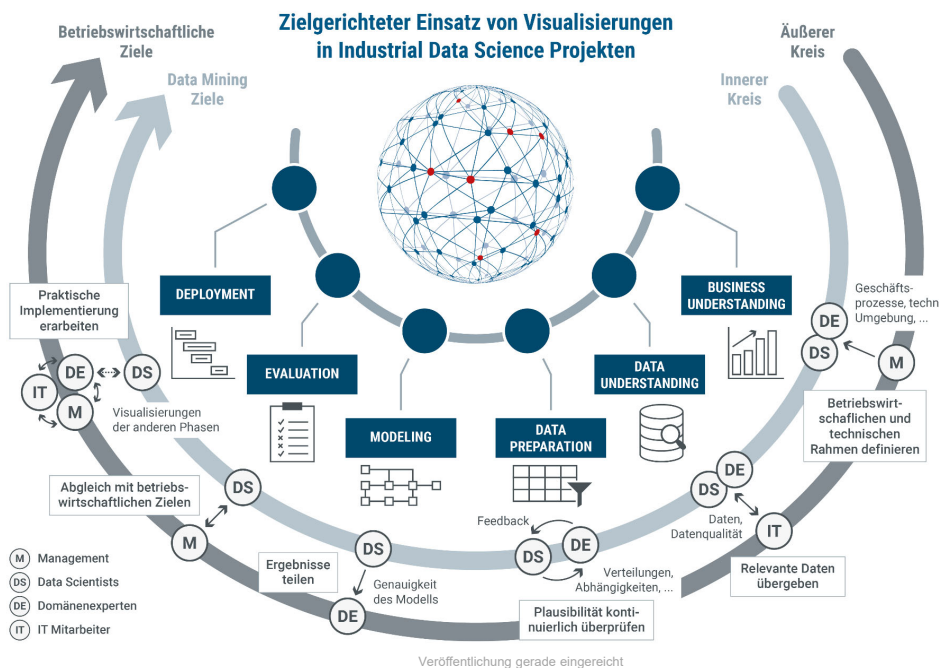 Zielgerichteter Einsatz von Visualisierungen
in Industrial Data Science Projekten
Betriebswirtschaftliche
Ziele
Data Mining
Ziele
Äußerer
Kreis
Innerer
Kreis
DEPLOYMENT
EVALUATION
MODELING
DATA
PREPARATION
DATA
UNDERSTANDING
BUSINESS
UNDERSTANDING
Geschäfts-
prozesse, techn
Umgebung, ...
DE
DS
M
Betriebswirt-
schaflichen und
technischen
Rahmen definieren
DE
DS
Daten,
Datenqualität
IT
Relevante Daten
übergeben
Feedback
DS
DE
Verteilungen,
Abhängigkeiten, ...
Plausibilität konti-
nuierlich überprüfen
DS
Ergebnisse
teilen
Genauigkeit
des Modells
DE
DS
Abgleich mit betriebs-
wirtschaftlichen Zielen
M
Praktische
Implementierung
erarbeiten
DE
IT
M
DS
Visualisierungen
der anderen Phasen
M Management
DS Data Scientists
DE Domänenexperten
IT IT Mitarbeiter
Veröffentlichung gerade eingereicht